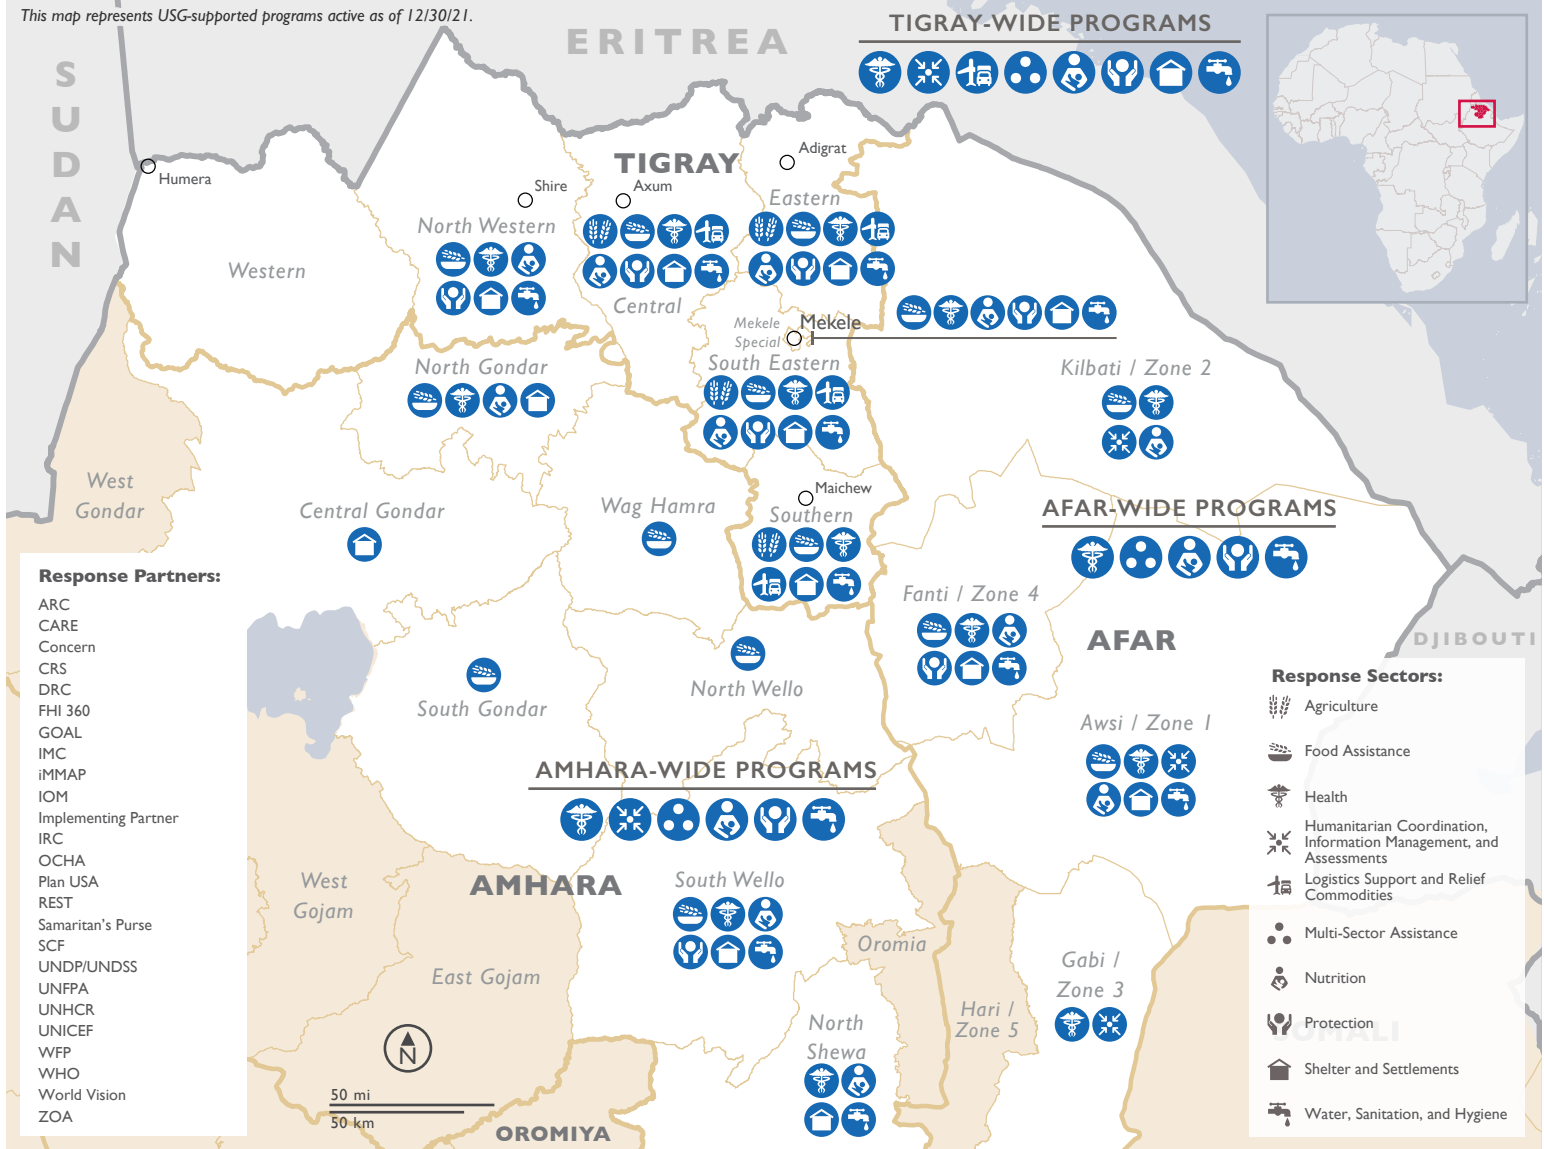 This map represents USG-supported programs active as of 12/30/21.
TIGRAY-WIDE PROGRAMS
ERITREA
SUDAN
Humera
Shire
Axum
TIGRAY
Adigrat
Eastern
North Western
Western
Central
Mekele
Special
Mekele
South Eastern
North Gondar
Kilbati / Zone 2
West
Gondar
Central Gondar
Wag Hamra
Maichew
Southern
AFAR-WIDE PROGRAMS
Fanti / Zone 4
AFAR
DJIBOUTI
North Wello
South Gondar
Awsi / Zone 1
AMHARA-WIDE PROGRAMS
AMHARA
South Wello
West
Gojam
East Gojam
Oromia
Gabi /
Zone 3
Hari /
Zone 5
North
Shewa
SOMALI
OROMIYA
N
50 mi
50 km
Response Partners:
ARC
CARE
Concern
CRS
DRC
FHI 360
GOAL
IMC
iMMAP
IOM
Implementing Partner
IRC
OCHA
Plan USA
REST
Samaritan's Purse
SCF
UNDP/UNDSS
UNFPA
UNHCR
UNICEF
WFP
WHO
World Vision
ZOA
Response Sectors:
Agriculture
Food Assistance
Health
Humanitarian Coordination,
Information Management, and
Assessments
Logistics Support and Relief
Commodities
Multi-Sector Assistance
Nutrition
Protection
Shelter and Settlements
Water, Sanitation, and Hygiene